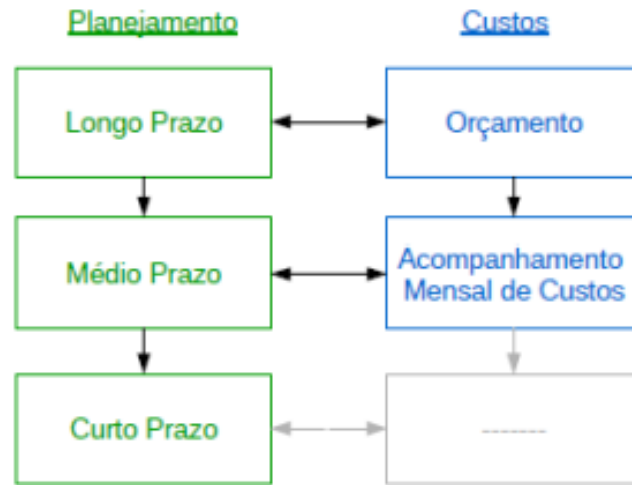 Planejamento
Custos
Longo Prazo
Orçamento
Médio Prazo
Acompanhamento
Mensal de Custos
Curto Prazo
-------